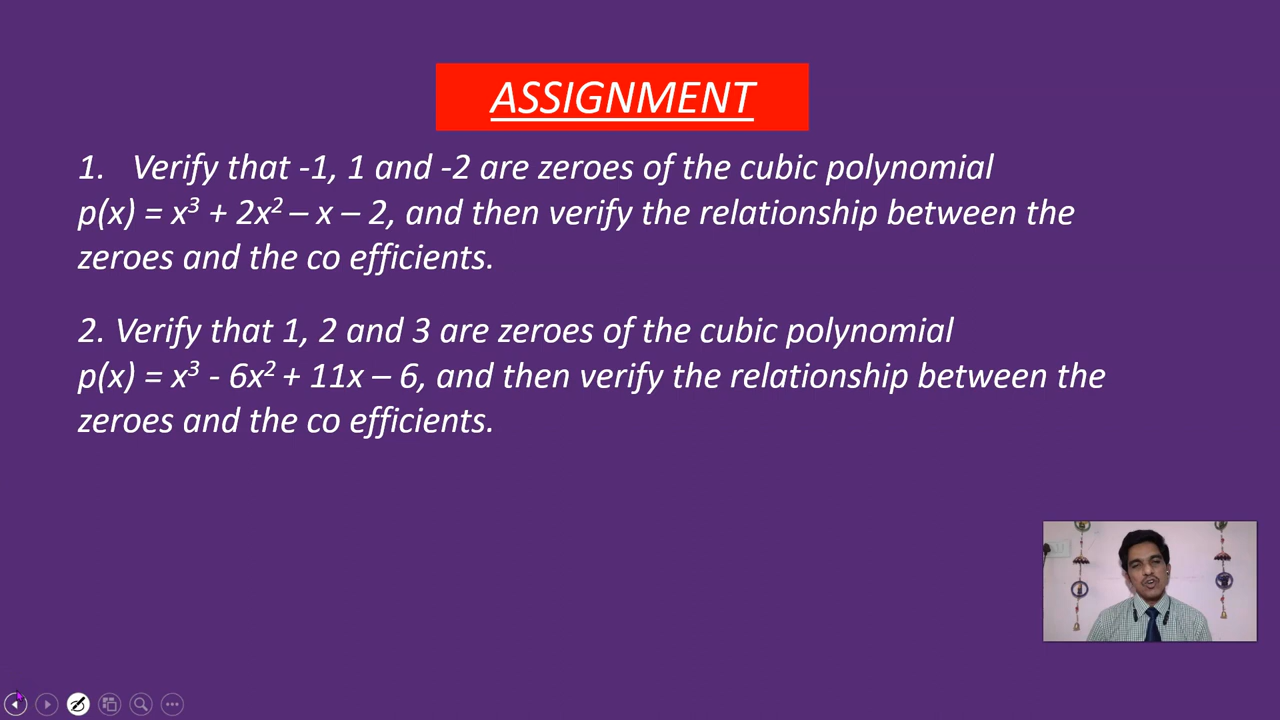 ASSIGNMENT
1. Verify that -1, 1 and -2 are zeroes of the cubic polynomial
p(x) = x³ + 2x² – x – 2, and then verify the relationship between the
zeroes and the co efficients.
2. Verify that 1, 2 and 3 are zeroes of the cubic polynomial
p(x) = x³ - 6x² + 11x – 6, and then verify the relationship between the
zeroes and the co efficients.